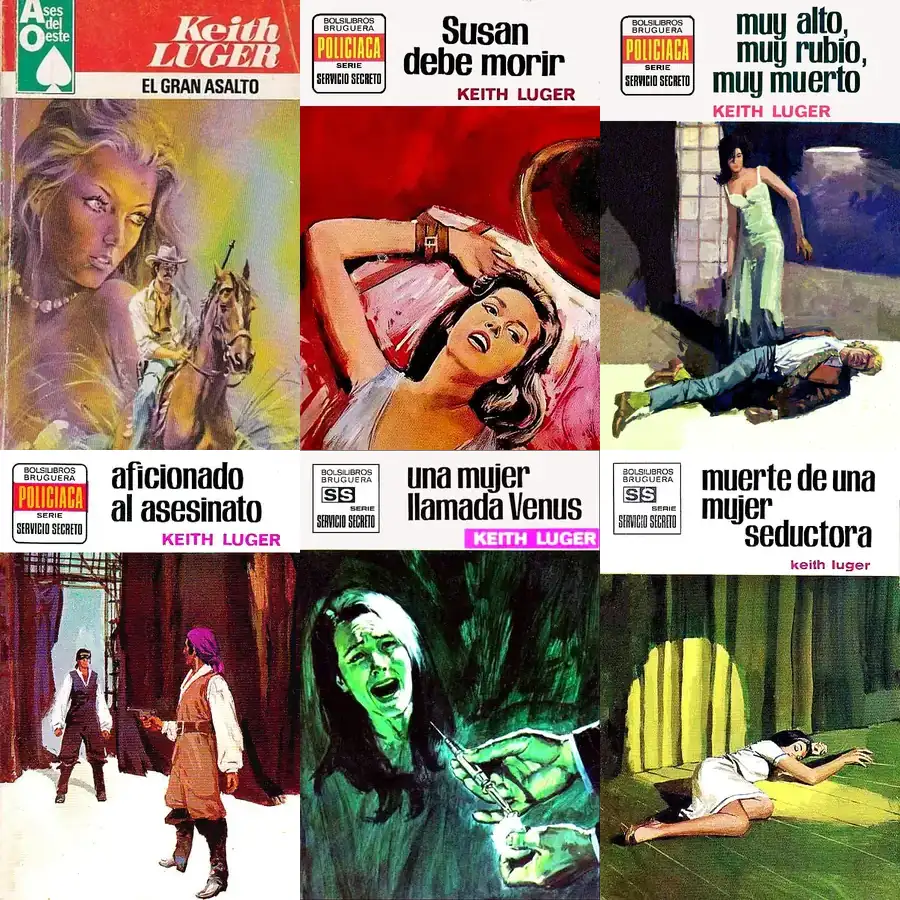 Ases
del
Oeste
AO
Keith
LUGER
EL GRAN ASALTO
BOLSILIBROS
BRUGUERA
POLICIACA
SERIE
SERVICIO SECRETO
Susan
debe morir
KEITH LUGER
BOLSILIBROS
BRUGUERA
POLICIACA
SERIE
SERVICIO SECRETO
muy alto,
muy rubio,
muy muerto
KEITH LUGER
BOLSILIBROS
BRUGUERA
POLICIACA
SERIE
SERVICIO SECRETO
aficionado
al asesinato
KEITH LUGER
BOLSILIBROS
BRUGUERA
SS
SERIE
SERVICIO SECRETO
una mujer
llamada Venus
KEITH LUGER
BOLSILIBROS
BRUGUERA
SS
SERIE
SERVICIO SECRETO
muerte de una
mujer
seductora
keith luger